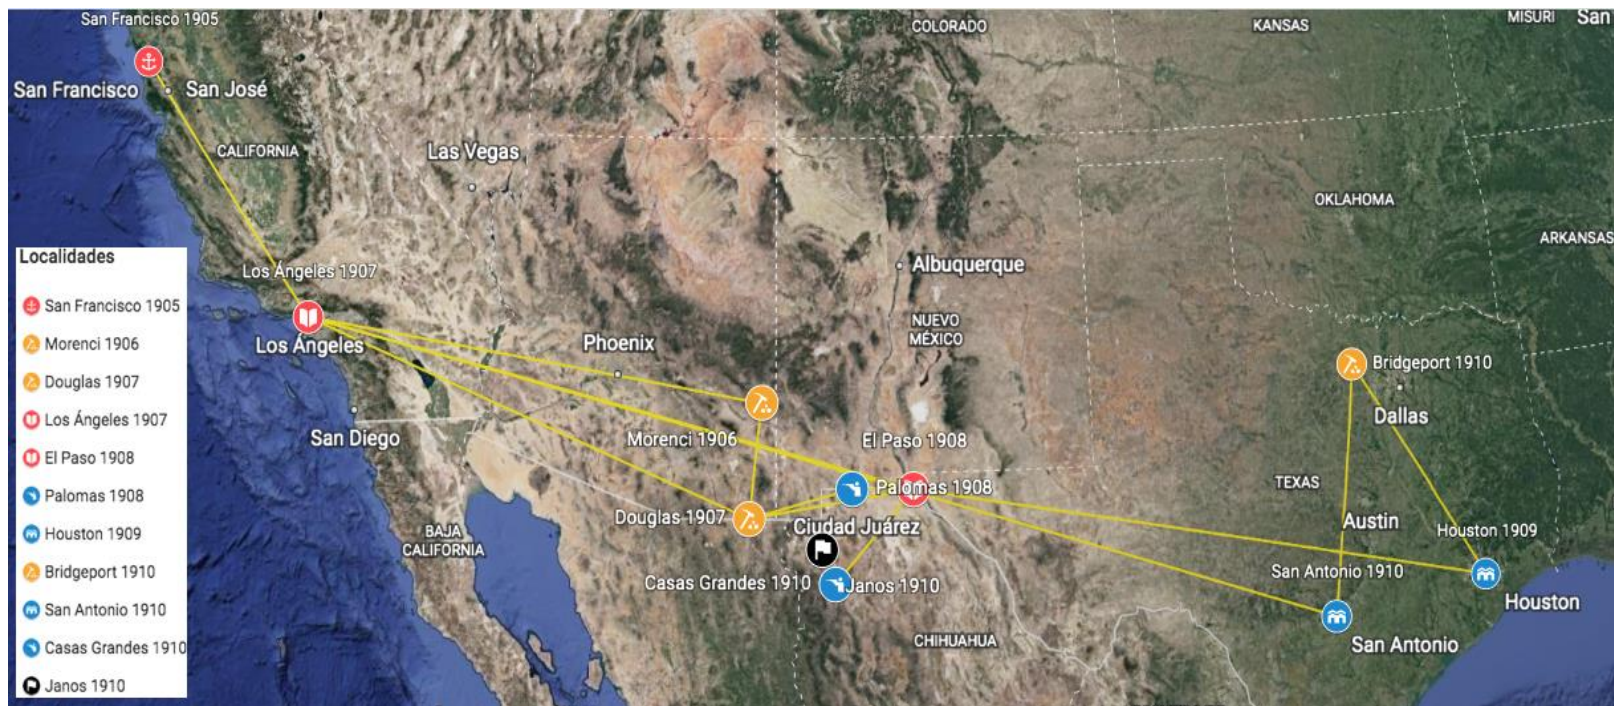 San Francisco 1905
COLORADO
KANSAS
MISURI
San
San Francisco
San José
CALIFORNIA
Las Vegas
OKLAHOMA
ARKANSAS
Localidades
San Francisco 1905
Morenci 1906
Douglas 1907
Los Ángeles 1907
El Paso 1908
Palomas 1908
Houston 1909
Bridgeport 1910
San Antonio 1910
Casas Grandes 1910
Janos 1910
Los Ángeles 1907
Los Ángeles
Albuquerque
NUEVO
MÉXICO
Phoenix
Bridgeport 1910
Dallas
San Diego
Morenci 1906
El Paso 1908
Palomas 1908
TEXAS
Douglas 1907
Ciudad Juárez
Austin
Houston 1909
BAJA
CALIFORNIA
Casas Grandes 1910
Janos 1910
San Antonio 1910
Houston
CHIHUAHUA
San Antonio